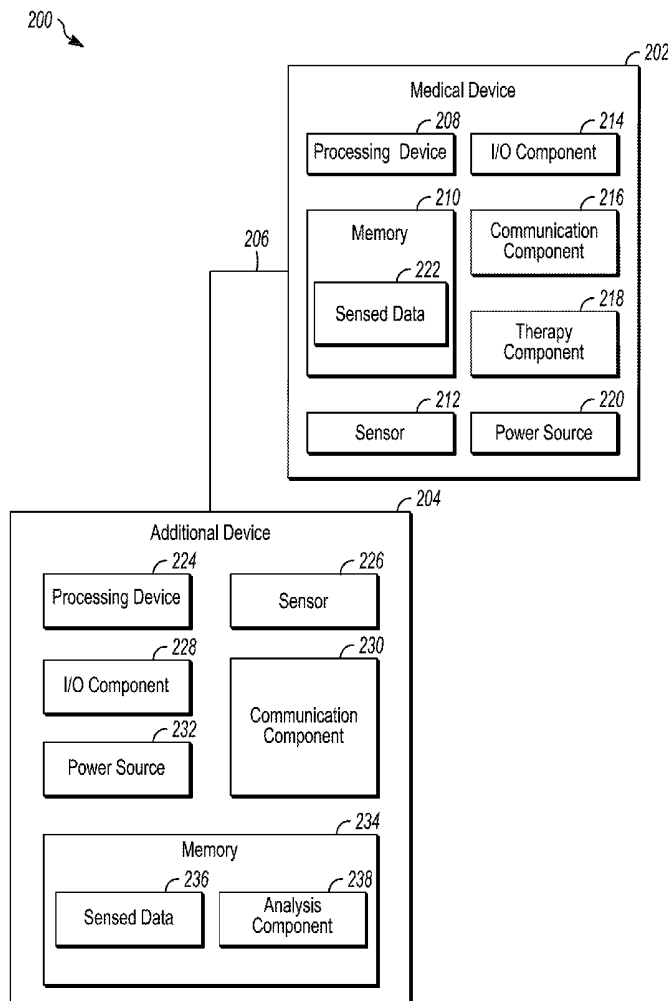 200
202
Medical Device
208
Processing Device
214
I/O Component
210
Memory
216
Communication
Component
206
222
Sensed Data
218
Therapy
Component
212
Sensor
220
Power Source
204
Additional Device
224
Processing Device
226
Sensor
228
I/O Component
230
Communication
Component
232
Power Source
234
Memory
236
Sensed Data
238
Analysis
Component